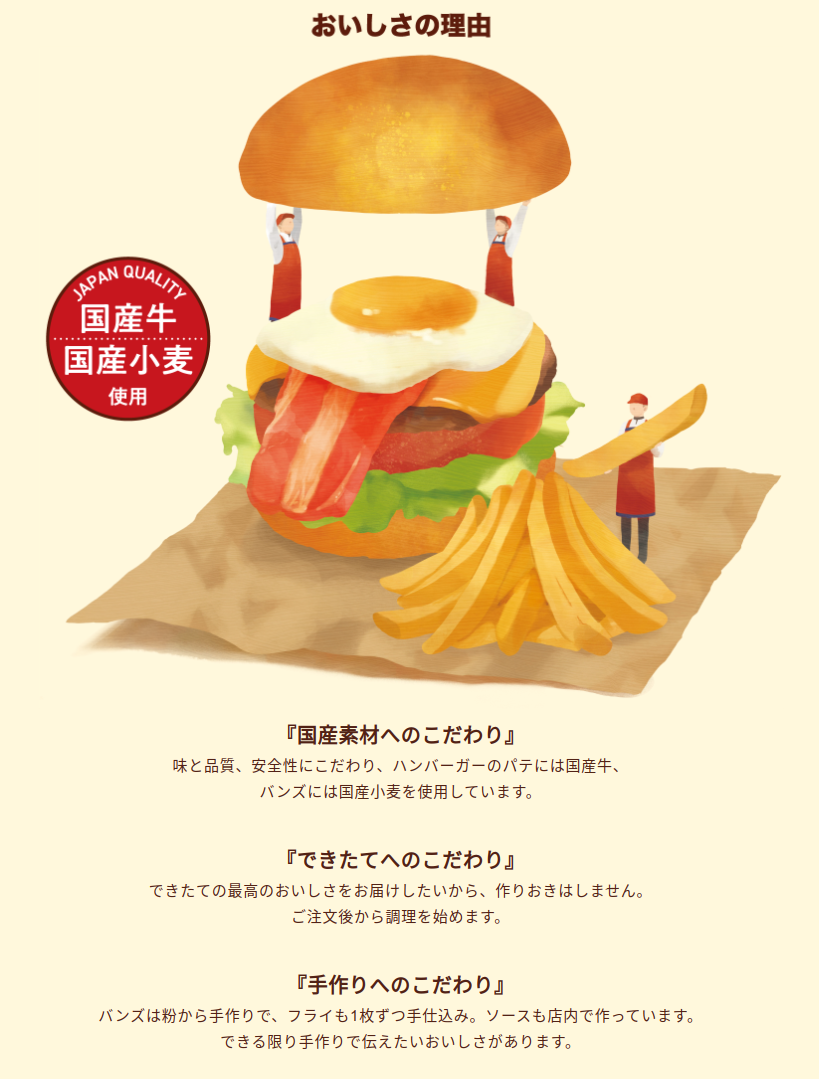 おいしさの理由
JAPAN QUALITY
国産牛
国産小麦
使用
『国産素材へのこだわり』
味と品質、安全性にこだわり、ハンバーガーのパテには国産牛、
バンズには国産小麦を使用しています。
『できたてへのこだわり』
できたての最高のおいしさをお届けしたいから、作りおきはしません。
ご注文後から調理を始めます。
『手作りへのこだわり』
バンズは粉から手作りで、フライも1枚ずつ手仕込み。ソースも店内で作っています。
できる限り手作りで伝えたいおいしさがあります。